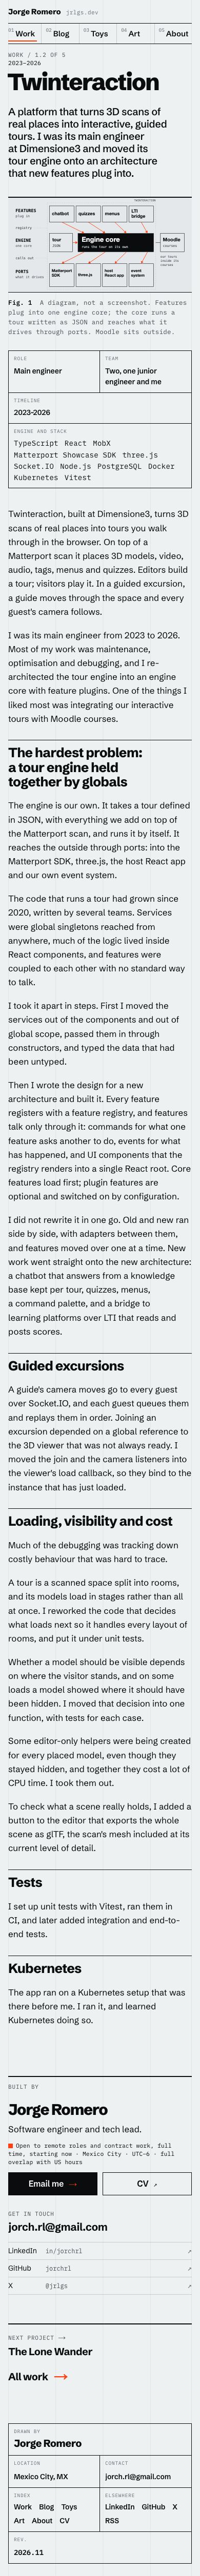 Jorge Romero jrlgs.dev
01 Work 02 Blog 03 Toys 04 Art 05 About
WORK / 1.2 OF 5
2023–2026
Twinteraction
A platform that turns 3D scans of
real places into interactive, guided
tours. I was its main engineer
at Dimensione3 and moved its
tour engine onto an architecture
that new features plug into.
TWINTERACTION
FEATURES
plug in
chatbot quizzes menus LTI bridge
registry
ENGINE
one core
tour
JSON
Engine core
runs the tour on its own
Moodle
courses
calls out
our tours
inside its
courses
PORTS
what it drives
Matterport SDK three.js host React app event system
Fig. 1 A diagram, not a screenshot. Features
plug into one engine core; the core runs a
tour written as JSON and reaches what it
drives through ports. Moodle sits outside.
ROLE
Main engineer
TEAM
Two, one junior
engineer and me
TIMELINE
2023–2026
ENGINE AND STACK
TypeScript React MobX
Matterport Showcase SDK three.js
Socket.IO Node.js PostgreSQL Docker
Kubernetes Vitest
Twinteraction, built at Dimensione3, turns 3D
scans of real places into tours you walk
through in the browser. On top of a
Matterport scan it places 3D models, video,
audio, tags, menus and quizzes. Editors build
a tour; visitors play it. In a guided excursion,
a guide moves through the space and every
guest's camera follows.
I was its main engineer from 2023 to 2026.
Most of my work was maintenance,
optimisation and debugging, and I re-
architected the tour engine into an engine
core with feature plugins. One of the things I
liked most was integrating our interactive
tours with Moodle courses.
The hardest problem:
a tour engine held
together by globals
The engine is our own. It takes a tour defined
in JSON, with everything we add on top of
the Matterport scan, and runs it by itself. It
reaches the outside through ports: into the
Matterport SDK, three.js, the host React app
and our own event system.
The code that runs a tour had grown since
2020, written by several teams. Services
were global singletons reached from
anywhere, much of the logic lived inside
React components, and features were
coupled to each other with no standard way
to talk.
I took it apart in steps. First I moved the
services out of the components and out of
global scope, passed them in through
constructors, and typed the data that had
been untyped.
Then I wrote the design for a new
architecture and built it. Every feature
registers with a features registry, and features
talk only through it: commands for what one
feature asks another to do, events for what
has happened, and UI components that the
registry renders into a single React root. Core
features load first; plugin features are
optional and switched on by configuration.
I did not rewrite it in one go. Old and new ran
side by side, with adapters between them,
and features moved over one at a time. New
work went straight onto the new architecture:
a chatbot that answers from a knowledge
base kept per tour, quizzes, menus,
a command palette, and a bridge to
learning platforms over LTI that reads and
posts scores.
Guided excursions
A guide's camera moves go to every guest
over Socket.IO, and each guest queues them
and replays them in order. Joining an
excursion depended on a global reference to
the 3D viewer that was not always ready. I
moved the join and the camera listeners into
the viewer's load callback, so they bind to the
instance that has just loaded.
Loading, visibility and cost
Much of the debugging was tracking down
costly behaviour that was hard to trace.
A tour is a scanned space split into rooms,
and its models load in stages rather than all
at once. I reworked the code that decides
what loads next so it handles every layout of
rooms, and put it under unit tests.
Whether a model should be visible depends
on where the visitor stands, and on some
loads a model showed where it should have
been hidden. I moved that decision into one
function, with tests for each case.
Some editor-only helpers were being created
for every placed model, even though they
stayed hidden, and together they cost a lot of
CPU time. I took them out.
To check what a scene really holds, I added a
button to the editor that exports the whole
scene as glTF, the scan's mesh included at its
current level of detail.
Tests
I set up unit tests with Vitest, ran them in
CI, and later added integration and end-to-
end tests.
Kubernetes
The app ran on a Kubernetes setup that was
there before me. I ran it, and learned
Kubernetes doing so.
BUILT BY
Jorge Romero
Software engineer and tech lead.
Open to remote roles and contract work, full
time, starting now · Mexico City · UTC-6 · full
overlap with US hours
Email me → CV ↗
GET IN TOUCH
jorch.rl@gmail.com
LinkedIn in/jorchrl ↗
GitHub jorchrl ↗
X @jrlgs ↗
NEXT PROJECT →
The Lone Wander
All work →
DRAWN BY
Jorge Romero
LOCATION
Mexico City, MX
CONTACT
jorch.rl@gmail.com
INDEX
Work Blog Toys
Art About CV
ELSEWHERE
LinkedIn GitHub X
RSS
REV.
2026.11